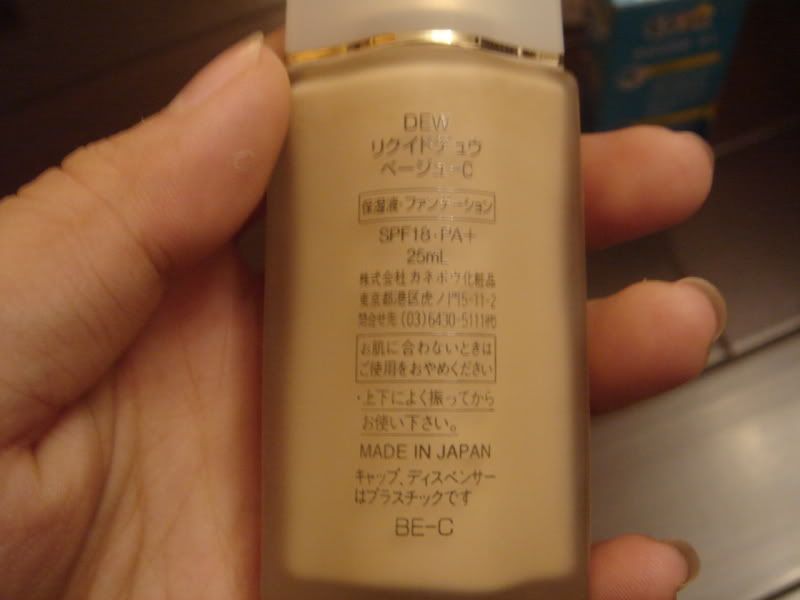 DEW
リクイドデュウ
ベージュ-C
保湿液・ファンデーション
SPF18・PA+
25mL
株式会社 カネボウ化粧品
東京都港区虎ノ門5-11-2
問合せ先 (03)6430-5111㈹
お肌に合わないときは
ご使用をおやめください
・上下によく振ってから
お使い下さい。
MADE IN JAPAN
キャップ、ディスペンサー
はプラスチックです
BE-C